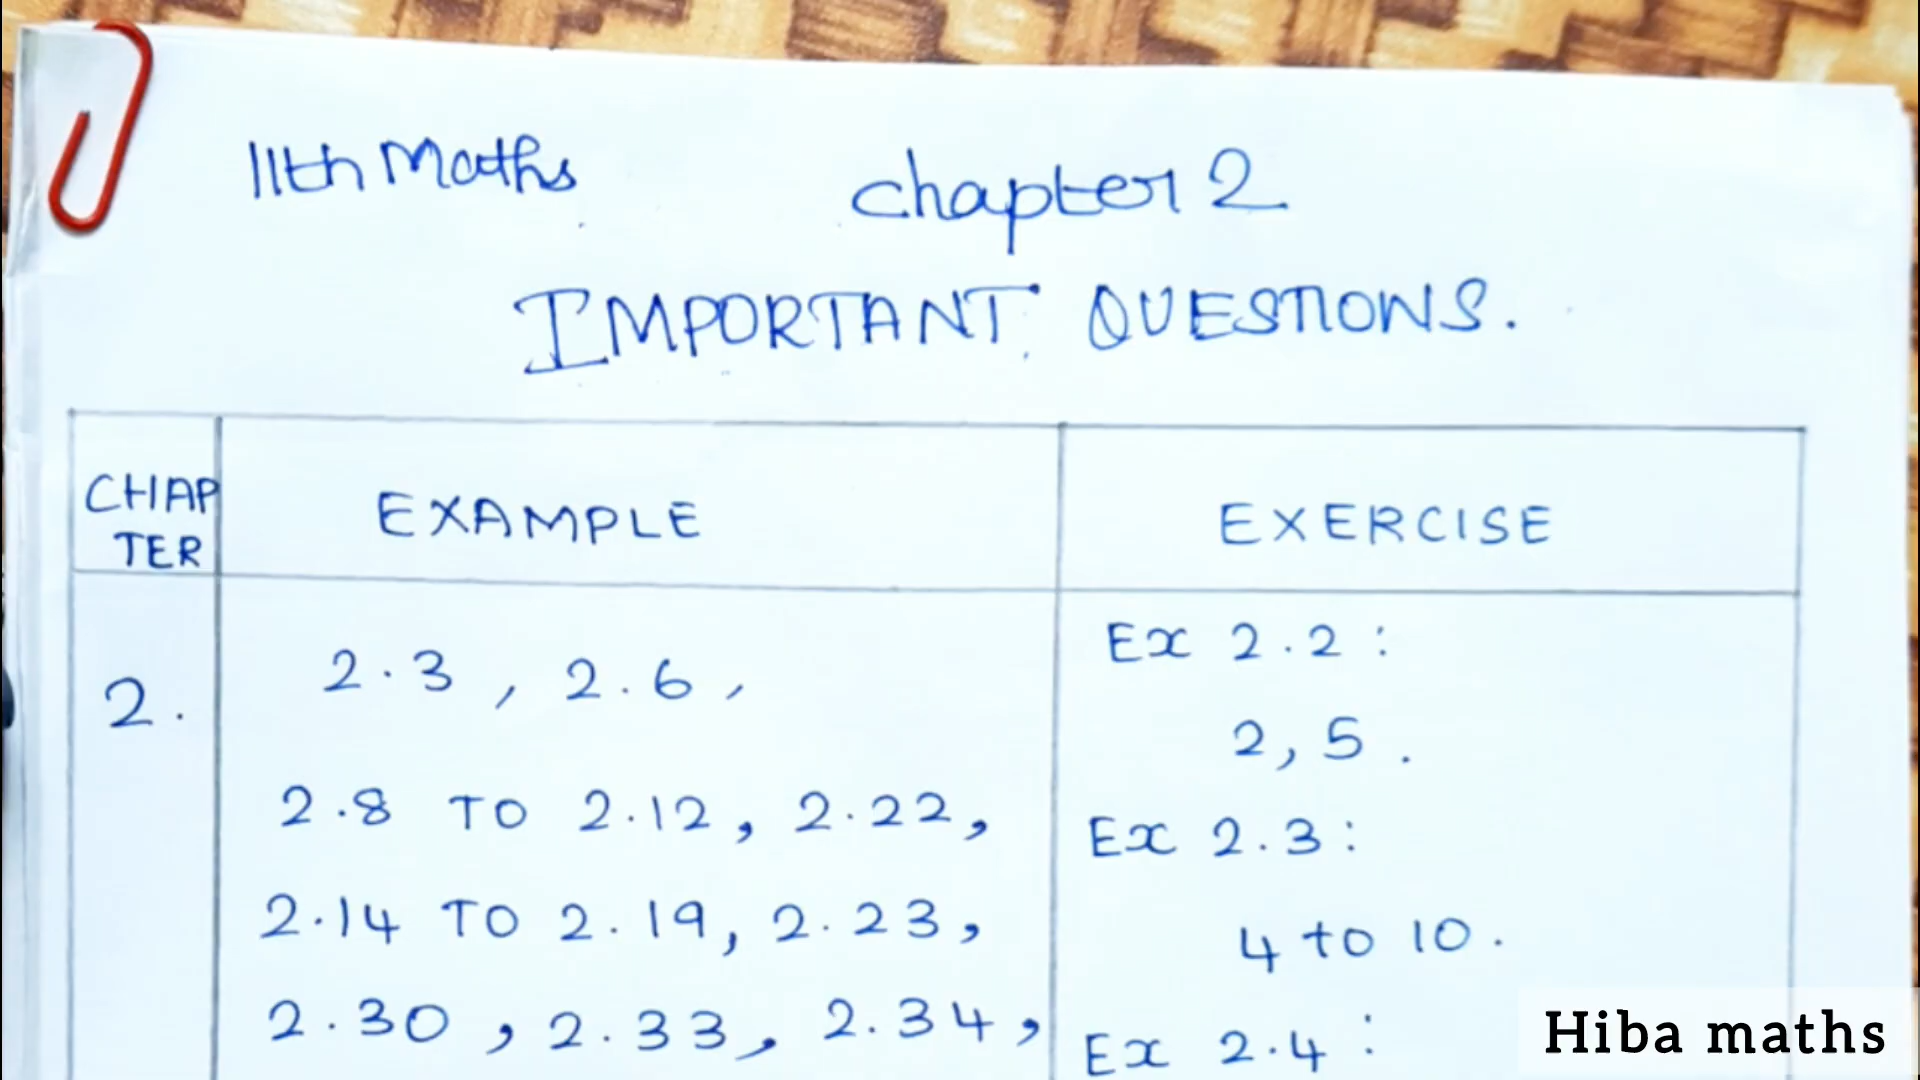 11th Maths chapter 2
IMPORTANT QUESTIONS.
CHAP
TER
EXAMPLE
EXERCISE
2.
2.3, 2.6,
2.8 TO 2.12, 2.22,
2.14 TO 2.19, 2.23,
2.30, 2.33, 2.34,
Ex 2.2:
2, 5.
Ex 2.3:
4 to 10.
Ex 2.4:
Hiba maths